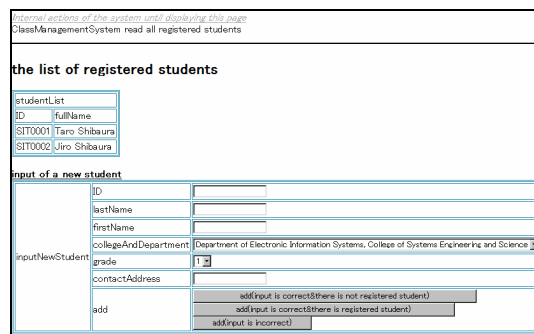 Internal actions of the system until displaying this page
ClassManagementSystem read all registered students
the list of registered students
studentList
ID fullName
SIT0001 Taro Shibaura
SIT0002 Jiro Shibaura
input of a new student
inputNewStudent
ID
lastName
firstName
collegeAndDepartment Department of Electronic Information Systems, College of Systems Engineering and Science
grade 1
contactAddress
add
add(input is correct&there is not registered student)
add(input is correct&there is registered student)
add(input is incorrect)